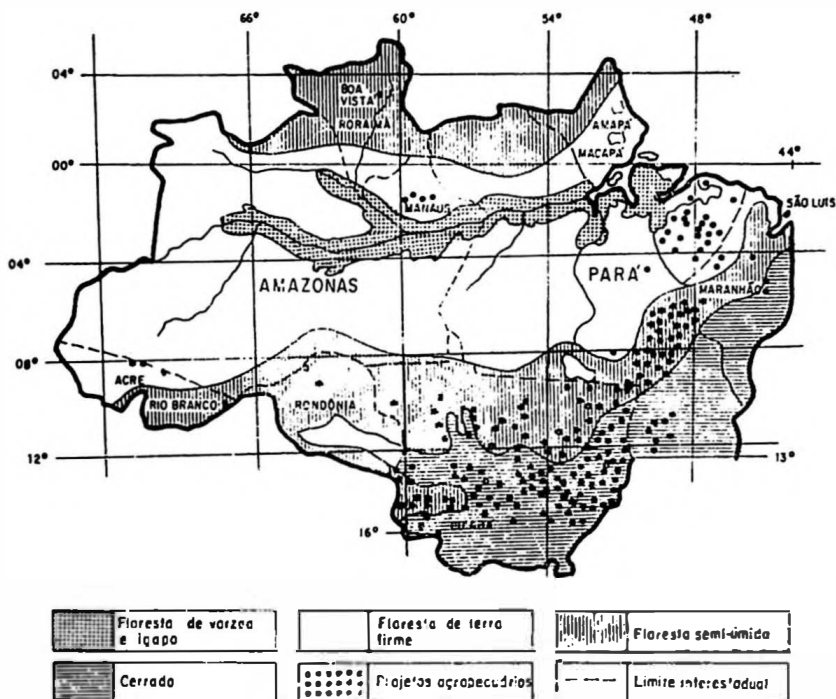 66° 60° 54° 48°
04°
BOA
VISTA
RORAIMA
AMAPÁ
MACAPÁ
00° 44°
MANAUS
SÃO LUIS
04°
AMAZONAS
PARÁ
MARANHÃO
08°
ACRE
RIO BRANCO
RONDÔNIA
12° 13°
16°
Floresta de varzea
e igapo
Floresta de terra
firme
Floresta semi-úmida
Cerrado
Projetos agropecuários
Limite interestadual